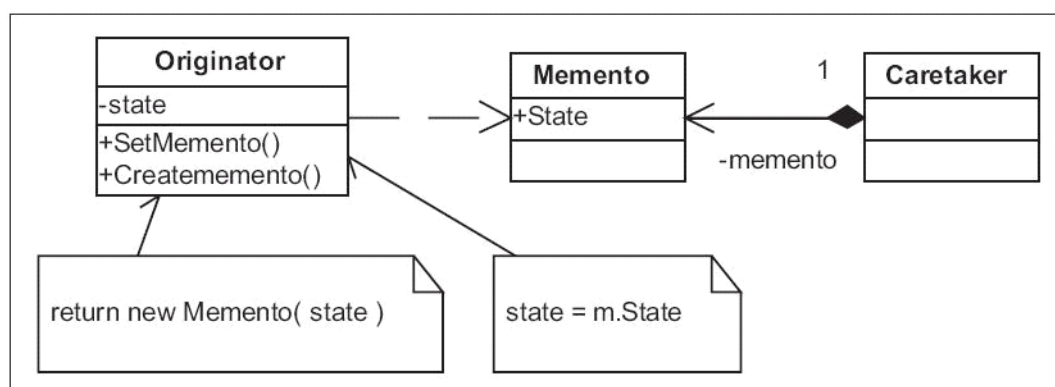 Originator
-state
+SetMemento()
+Creatememento()
Memento
+State
1
-memento
Caretaker
return new Memento( state )
state = m.State